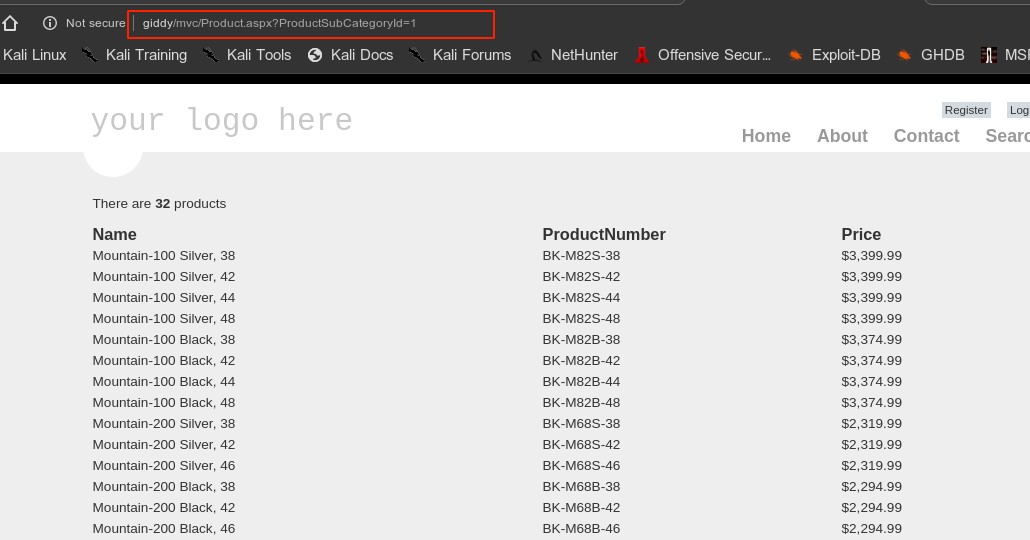 Not secure giddy/mvc/Product.aspx?ProductSubCategoryId=1
Kali Linux Kali Training Kali Tools Kali Docs Kali Forums NetHunter Offensive Secur... Exploit-DB GHDB MSF
your logo here
Register Log
Home About Contact Searc
There are 32 products
Name ProductNumber Price
Mountain-100 Silver, 38 BK-M82S-38 $3,399.99
Mountain-100 Silver, 42 BK-M82S-42 $3,399.99
Mountain-100 Silver, 44 BK-M82S-44 $3,399.99
Mountain-100 Silver, 48 BK-M82S-48 $3,399.99
Mountain-100 Black, 38 BK-M82B-38 $3,374.99
Mountain-100 Black, 42 BK-M82B-42 $3,374.99
Mountain-100 Black, 44 BK-M82B-44 $3,374.99
Mountain-100 Black, 48 BK-M82B-48 $3,374.99
Mountain-200 Silver, 38 BK-M68S-38 $2,319.99
Mountain-200 Silver, 42 BK-M68S-42 $2,319.99
Mountain-200 Silver, 46 BK-M68S-46 $2,319.99
Mountain-200 Black, 38 BK-M68B-38 $2,294.99
Mountain-200 Black, 42 BK-M68B-42 $2,294.99
Mountain-200 Black, 46 BK-M68B-46 $2,294.99